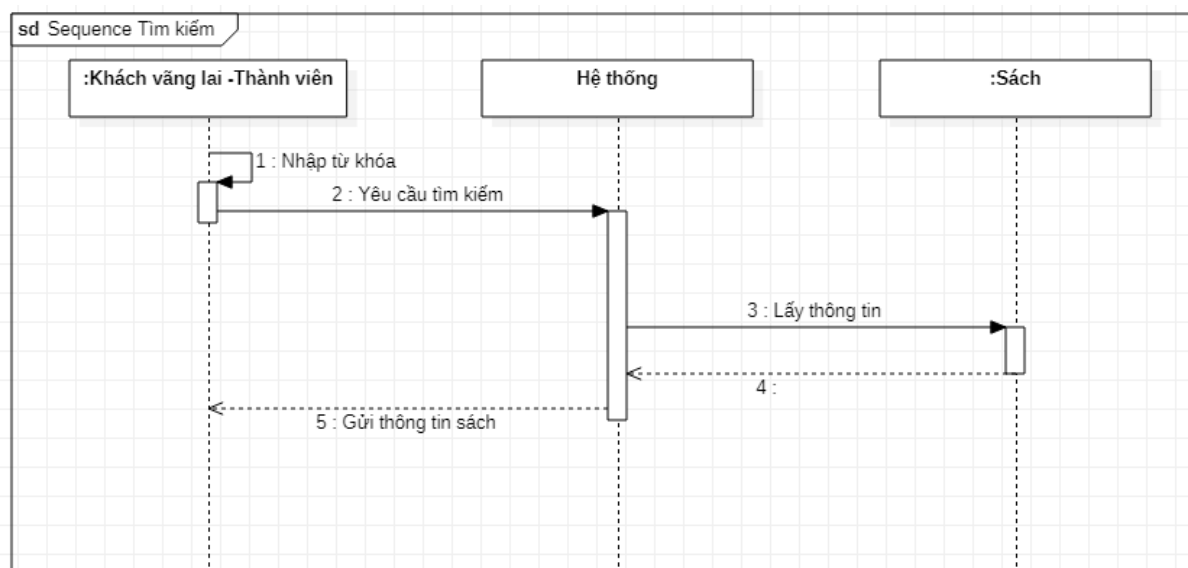 sd Sequence Tìm kiếm
:Khách vãng lai -Thành viên
Hệ thống
:Sách
1 : Nhập từ khóa
2 : Yêu cầu tìm kiếm
3 : Lấy thông tin
4 :
5 : Gửi thông tin sách